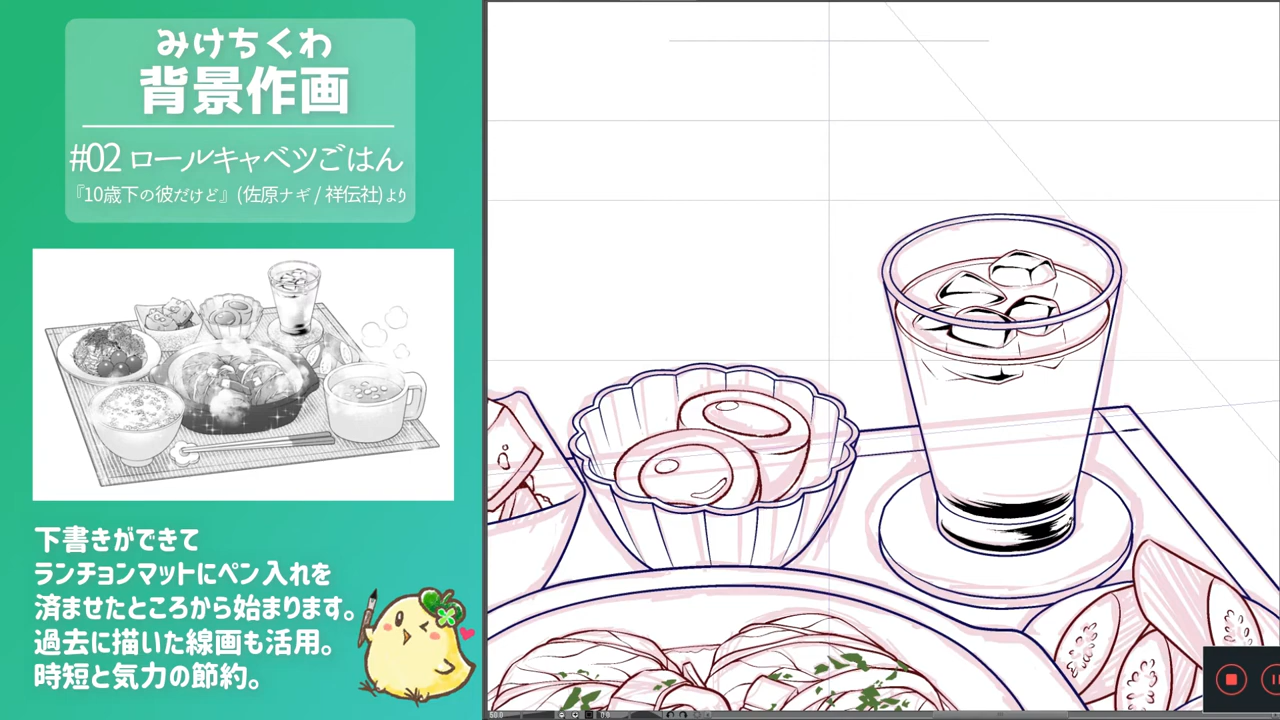 みけちくわ
背景作画
#02 ロールキャベツごはん
『10歳下の彼だけど』(佐原ナギ / 祥伝社)より
下書きができて
ランチョンマットにペン入れを
済ませたところから始まります。
過去に描いた線画も活用。
時短と気力の節約。
50.0
0.0